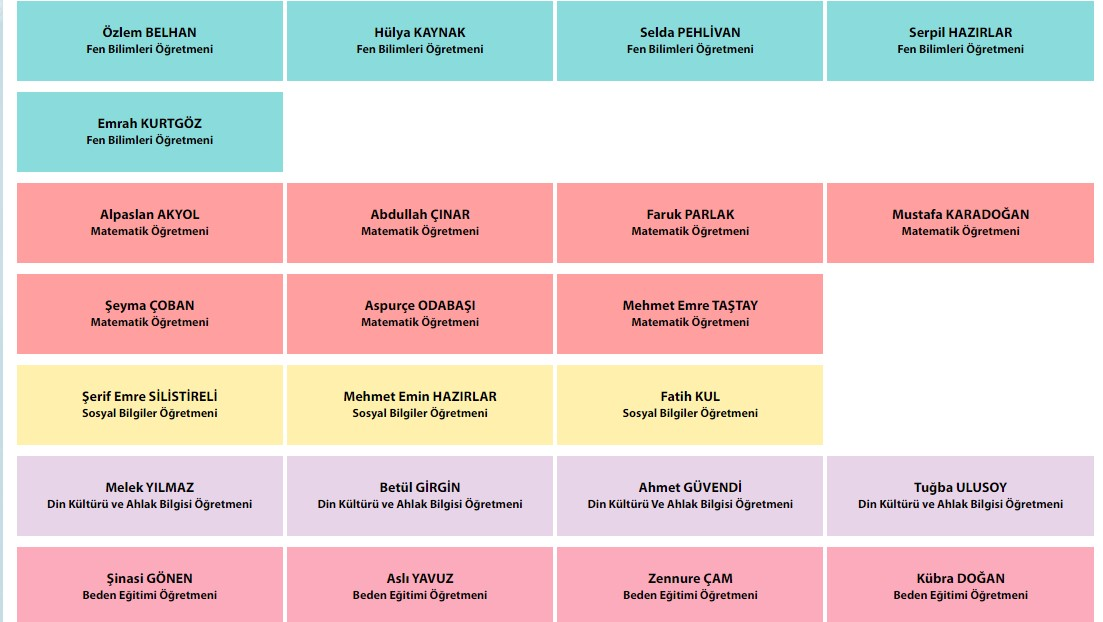 Özlem BELHAN
Fen Bilimleri Öğretmeni
Hülya KAYNAK
Fen Bilimleri Öğretmeni
Selda PEHLİVAN
Fen Bilimleri Öğretmeni
Serpil HAZIRLAR
Fen Bilimleri Öğretmeni
Emrah KURTGÖZ
Fen Bilimleri Öğretmeni
Alpaslan AKYOL
Matematik Öğretmeni
Abdullah ÇINAR
Matematik Öğretmeni
Faruk PARLAK
Matematik Öğretmeni
Mustafa KARADOĞAN
Matematik Öğretmeni
Şeyma ÇOBAN
Matematik Öğretmeni
Aspurçe ODABAŞI
Matematik Öğretmeni
Mehmet Emre TAŞTAY
Matematik Öğretmeni
Şerif Emre SİLİSTİRELİ
Sosyal Bilgiler Öğretmeni
Mehmet Emin HAZIRLAR
Sosyal Bilgiler Öğretmeni
Fatih KUL
Sosyal Bilgiler Öğretmeni
Melek YILMAZ
Din Kültürü ve Ahlak Bilgisi Öğretmeni
Betül GİRGİN
Din Kültürü ve Ahlak Bilgisi Öğretmeni
Ahmet GÜVENDİ
Din Kültürü Ve Ahlak Bilgisi Öğretmeni
Tuğba ULUSOY
Din Kültürü ve Ahlak Bilgisi Öğretmeni
Şinasi GÖNEN
Beden Eğitimi Öğretmeni
Aslı YAVUZ
Beden Eğitimi Öğretmeni
Zennure ÇAM
Beden Eğitimi Öğretmeni
Kübra DOĞAN
Beden Eğitimi Öğretmeni